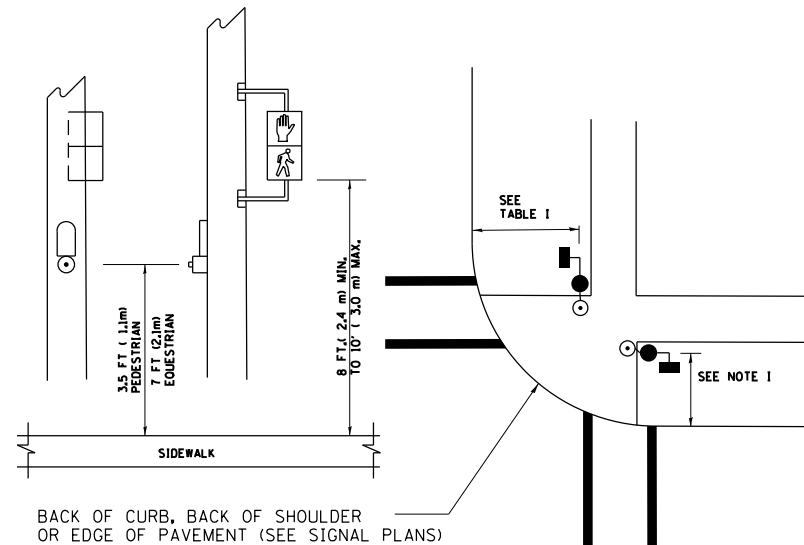 3.5 FT ( 1.1m)
PEDESTRIAN
7 FT (2.1m)
EQUESTRIAN
8 FT.( 2.4 m) MIN.
TO 10' ( 3.0 m) MAX.
SIDEWALK
SEE
TABLE I
SEE NOTE I
BACK OF CURB, BACK OF SHOULDER
OR EDGE OF PAVEMENT (SEE SIGNAL PLANS)